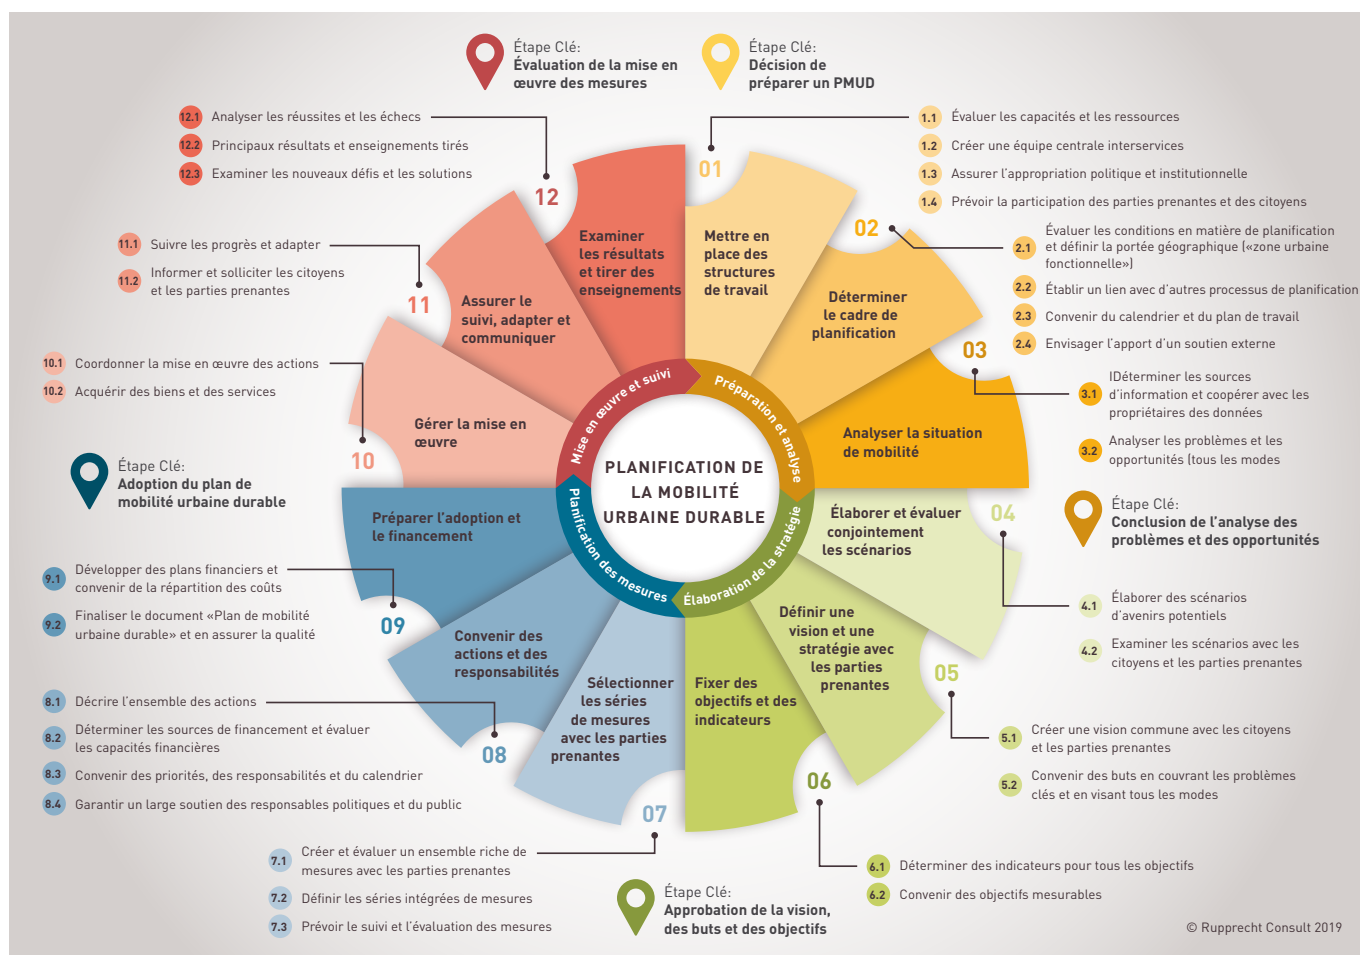 Étape Clé:
Évaluation de la mise en
œuvre des mesures
Étape Clé:
Décision de
préparer un PMUD
12.1 Analyser les réussites et les échecs
12.2 Principaux résultats et enseignements tirés
12.3 Examiner les nouveaux défis et les solutions
1.1 Évaluer les capacités et les ressources
1.2 Créer une équipe centrale interservices
1.3 Assurer l'appropriation politique et institutionnelle
1.4 Prévoir la participation des parties prenantes et des citoyens
01
12
02
11.1 Suivre les progrès et adapter
11.2 Informer et solliciter les citoyens
et les parties prenantes
2.1 Évaluer les conditions en matière de planification
et définir la portée géographique («zone urbaine
fonctionnelle»)
2.2 Établir un lien avec d'autres processus de planification
2.3 Convenir du calendrier et du plan de travail
2.4 Envisager l'apport d'un soutien externe
Examiner
les résultats
et tirer des
enseignements
Mettre en
place des
structures
de travail
11
Assurer le
suivi, adapter et
communiquer
Déterminer
le cadre de
planification
03
10.1 Coordonner la mise en œuvre des actions
10.2 Acquérir des biens et des services
3.1 IDéterminer les sources
d'information et coopérer avec les
propriétaires des données
3.2 Analyser les problèmes et les
opportunités (tous les modes
Gérer la mise en
œuvre
10
Analyser la situation
de mobilité
Mise en œuvre et suivi
Préparation et analyse
PLANIFICATION DE
LA MOBILITÉ
URBAINE DURABLE
Planification des mesures
Élaboration de la stratégie
Étape Clé:
Adoption du plan de
mobilité urbaine durable
Étape Clé:
Conclusion de l'analyse des
problèmes et des opportunités
Préparer l'adoption et
le financement
Élaborer et évaluer
conjointement
les scénarios
04
9.1 Développer des plans financiers et
convenir de la répartition des coûts
9.2 Finaliser le document «Plan de mobilité
urbaine durable» et en assurer la qualité
09
4.1 Élaborer des scénarios
d'avenirs potentiels
4.2 Examiner les scénarios avec les
citoyens et les parties prenantes
Convenir des
actions et des
responsabilités
Définir une
vision et une
stratégie avec
les parties
prenantes
05
Sélectionner
les séries
de mesures
avec les parties
prenantes
Fixer des
objectifs et des
indicateurs
8.1 Décrire l'ensemble des actions
8.2 Déterminer les sources de financement et évaluer
les capacités financières
8.3 Convenir des priorités, des responsabilités et du calendrier
8.4 Garantir un large soutien des responsables politiques et du public
08
5.1 Créer une vision commune avec les citoyens
et les parties prenantes
5.2 Convenir des buts en couvrant les problèmes
clés et en visant tous les modes
06
07
7.1 Créer et évaluer un ensemble riche de
mesures avec les parties prenantes
7.2 Définir les séries intégrées de mesures
7.3 Prévoir le suivi et l'évaluation des mesures
6.1 Déterminer des indicateurs pour tous les objectifs
6.2 Convenir des objectifs mesurables
Étape Clé:
Approbation de la vision,
des buts et des objectifs
© Rupprecht Consult 2019